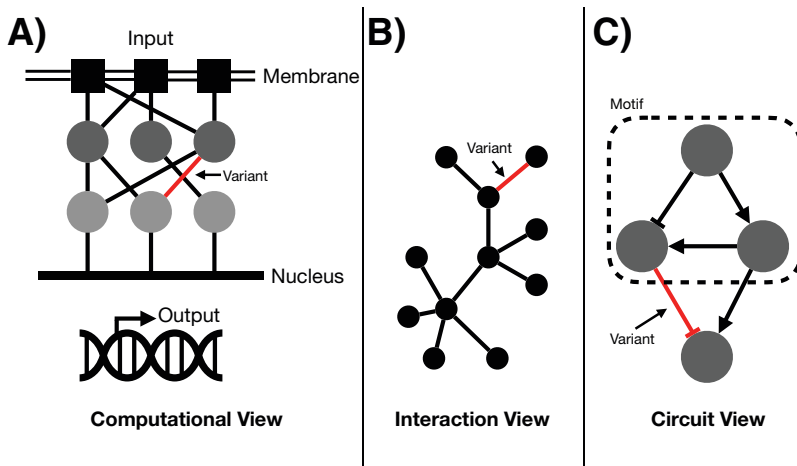 A)
Input
Membrane
Variant
Nucleus
Output
Computational View
B)
Variant
Interaction View
C)
Motif
Variant
Circuit View